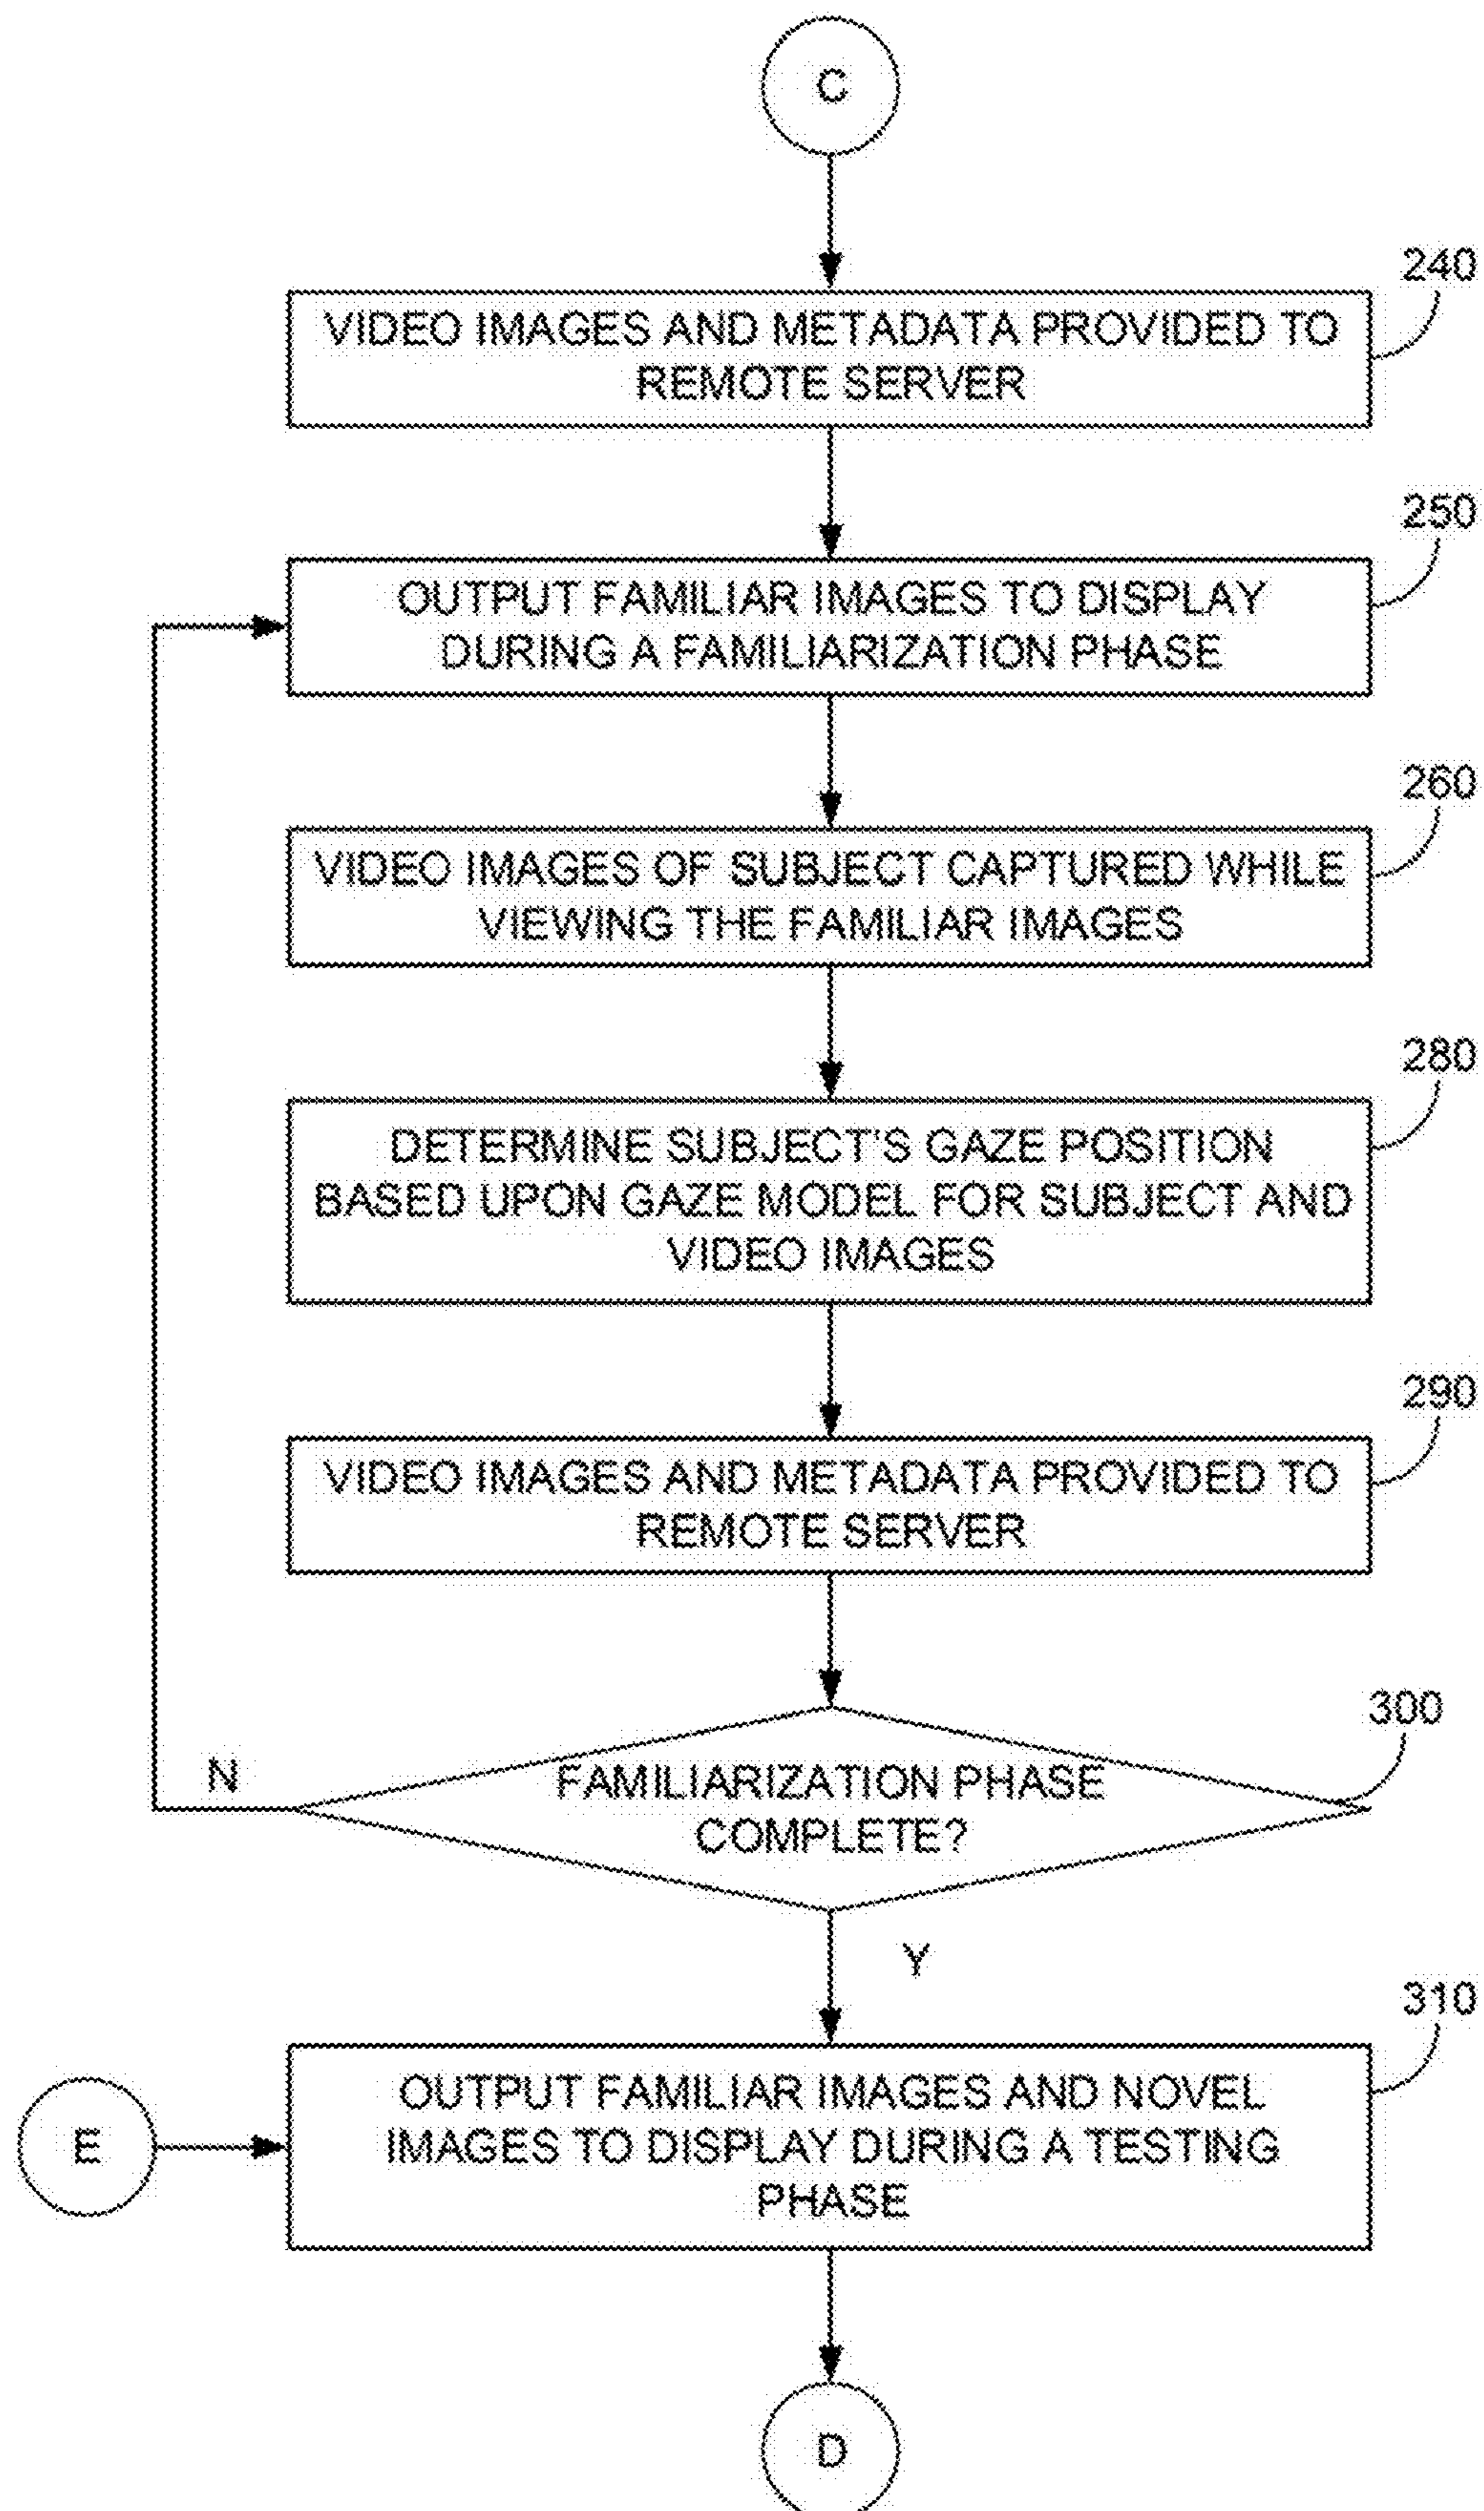 C
240
VIDEO IMAGES AND METADATA PROVIDED TO
REMOTE SERVER
250
OUTPUT FAMILIAR IMAGES TO DISPLAY
DURING A FAMILIARIZATION PHASE
260
VIDEO IMAGES OF SUBJECT CAPTURED WHILE
VIEWING THE FAMILIAR IMAGES
280
DETERMINE SUBJECT'S GAZE POSITION
BASED UPON GAZE MODEL FOR SUBJECT AND
VIDEO IMAGES
290
VIDEO IMAGES AND METADATA PROVIDED TO
REMOTE SERVER
300
N
FAMILIARIZATION PHASE
COMPLETE?
Y
310
E
OUTPUT FAMILIAR IMAGES AND NOVEL
IMAGES TO DISPLAY DURING A TESTING
PHASE
D